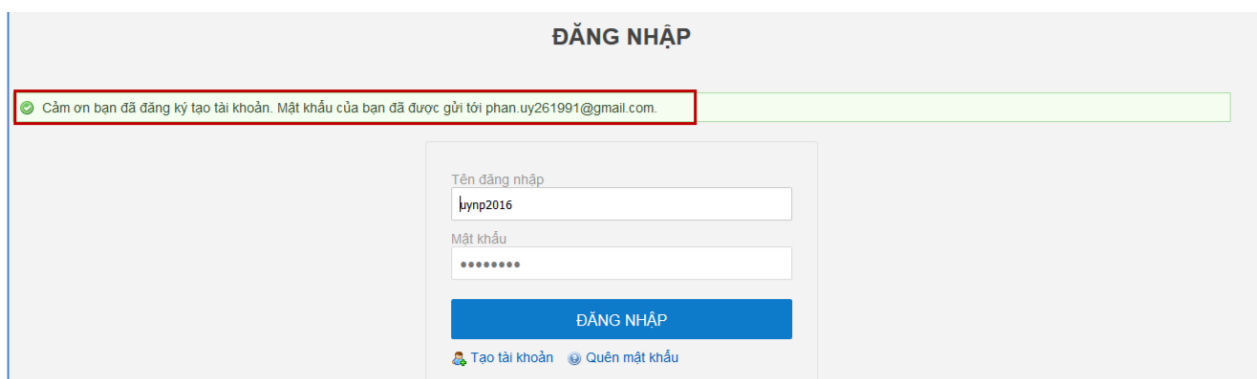 ĐĂNG NHẬP
Cảm ơn bạn đã đăng ký tạo tài khoản. Mật khẩu của bạn đã được gửi tới phan.uy261991@gmail.com.
Tên đăng nhập
uynp2016
Mật khẩu
••••••••
ĐĂNG NHẬP
Tạo tài khoản Quên mật khẩu